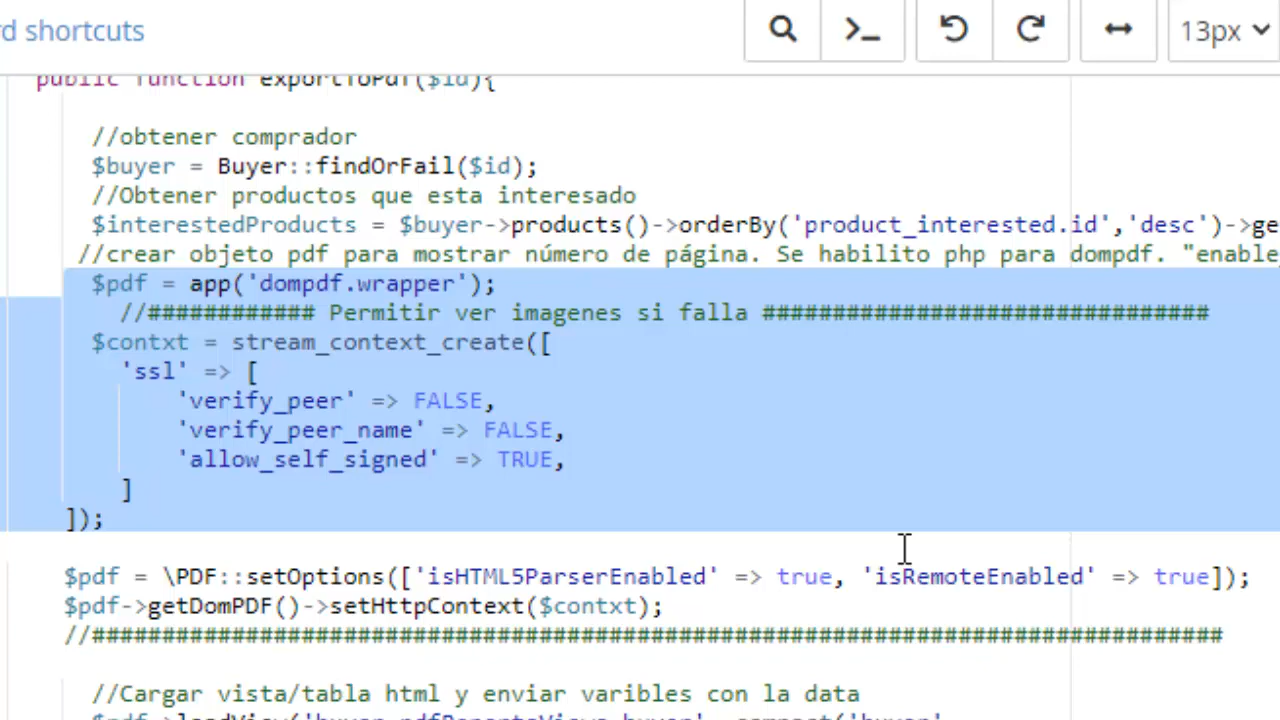 d shortcuts
13px
public function exportToPdf($id){
//obtener comprador
$buyer = Buyer::findOrFail($id);
//Obtener productos que esta interesado
$interestedProducts = $buyer->products()->orderBy('product_interested.id','desc')->ge
//crear objeto pdf para mostrar número de página. Se habilito php para dompdf. "enable
$pdf = app('dompdf.wrapper');
//############ Permitir ver imagenes si falla ################################
$contxt = stream_context_create([
'ssl' => [
'verify_peer' => FALSE,
'verify_peer_name' => FALSE,
'allow_self_signed' => TRUE,
]
]);
$pdf = \PDF::setOptions(['isHTML5ParserEnabled' => true, 'isRemoteEnabled' => true]);
$pdf->getDomPDF()->setHttpContext($contxt);
//#################################################################################
//Cargar vista/tabla html y enviar varibles con la data